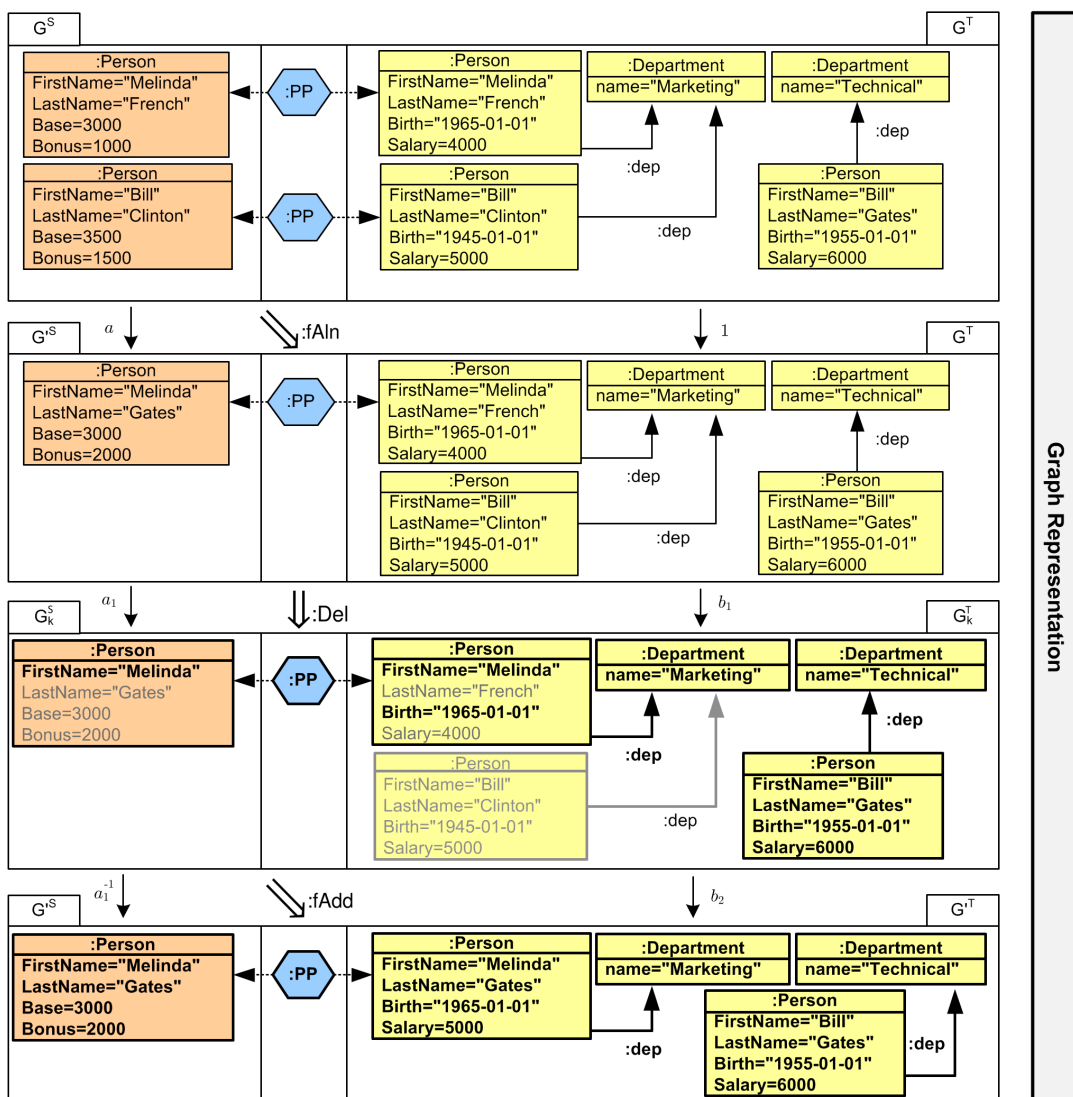 G^S
G^T
:Person
FirstName="Melinda"
LastName="French"
Base=3000
Bonus=1000
:PP
:Person
FirstName="Melinda"
LastName="French"
Birth="1965-01-01"
Salary=4000
:Department
name="Marketing"
:Department
name="Technical"
:dep
:dep
:Person
FirstName="Bill"
LastName="Clinton"
Base=3500
Bonus=1500
:PP
:Person
FirstName="Bill"
LastName="Clinton"
Birth="1945-01-01"
Salary=5000
:dep
:Person
FirstName="Bill"
LastName="Gates"
Birth="1955-01-01"
Salary=6000
G'^S
a
:fAln
1
G^T
:Person
FirstName="Melinda"
LastName="Gates"
Base=3000
Bonus=2000
:PP
:Person
FirstName="Melinda"
LastName="French"
Birth="1965-01-01"
Salary=4000
:Department
name="Marketing"
:Department
name="Technical"
:dep
:dep
:Person
FirstName="Bill"
LastName="Clinton"
Birth="1945-01-01"
Salary=5000
:dep
:Person
FirstName="Bill"
LastName="Gates"
Birth="1955-01-01"
Salary=6000
G_k^S
a_1
:Del
b_1
G_k^T
:Person
FirstName="Melinda"
LastName="Gates"
Base=3000
Bonus=2000
:PP
:Person
FirstName="Melinda"
LastName="French"
Birth="1965-01-01"
Salary=4000
:Department
name="Marketing"
:Department
name="Technical"
:dep
:dep
:Person
FirstName="Bill"
LastName="Clinton"
Birth="1945-01-01"
Salary=5000
:dep
:Person
FirstName="Bill"
LastName="Gates"
Birth="1955-01-01"
Salary=6000
G'^S
a_1^-1
:fAdd
b_2
G'^T
:Person
FirstName="Melinda"
LastName="Gates"
Base=3000
Bonus=2000
:PP
:Person
FirstName="Melinda"
LastName="Gates"
Birth="1965-01-01"
Salary=5000
:Department
name="Marketing"
:Department
name="Technical"
:dep
:Person
FirstName="Bill"
LastName="Gates"
Birth="1955-01-01"
Salary=6000
:dep
Graph Representation